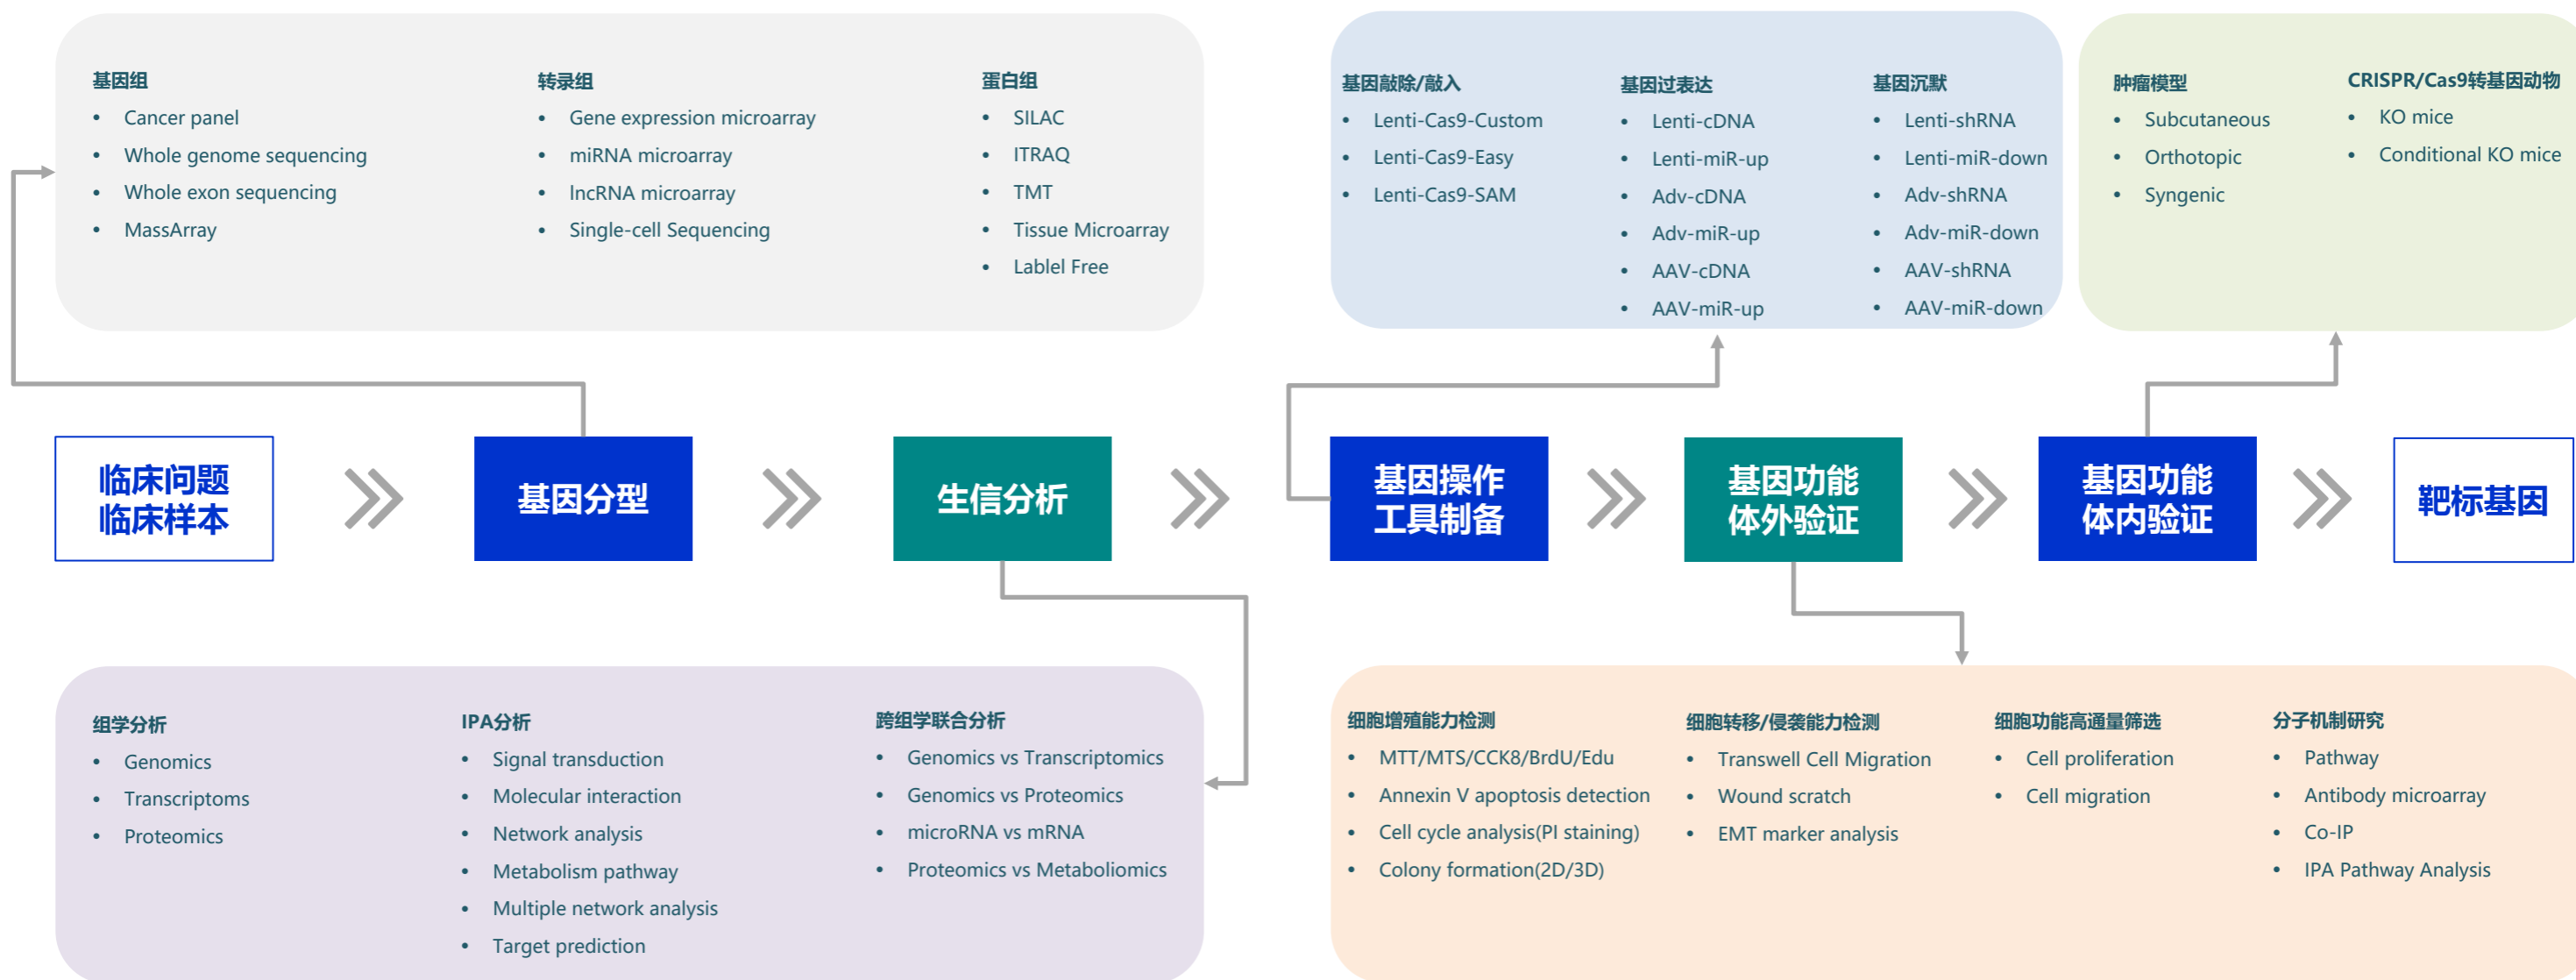 基因组
Cancer panel
Whole genome sequencing
Whole exon sequencing
MassArray
转录组
Gene expression microarray
miRNA microarray
lncRNA microarray
Single-cell Sequencing
蛋白组
SILAC
ITRAQ
TMT
Tissue Microarray
Lablel Free
基因敲除/敲入
Lenti-Cas9-Custom
Lenti-Cas9-Easy
Lenti-Cas9-SAM
基因过表达
Lenti-cDNA
Lenti-miR-up
Adv-cDNA
Adv-miR-up
AAV-cDNA
AAV-miR-up
基因沉默
Lenti-shRNA
Lenti-miR-down
Adv-shRNA
Adv-miR-down
AAV-shRNA
AAV-miR-down
肿瘤模型
Subcutaneous
Orthotopic
Syngenic
CRISPR/Cas9转基因动物
KO mice
Conditional KO mice
临床问题
临床样本
基因分型
生信分析
基因操作
工具制备
基因功能
体外验证
基因功能
体内验证
靶标基因
组学分析
Genomics
Transcriptoms
Proteomics
IPA分析
Signal transduction
Molecular interaction
Network analysis
Metabolism pathway
Multiple network analysis
Target prediction
跨组学联合分析
Genomics vs Transcriptomics
Genomics vs Proteomics
microRNA vs mRNA
Proteomics vs Metaboliomics
细胞增殖能力检测
MTT/MTS/CCK8/BrdU/Edu
Annexin V apoptosis detection
Cell cycle analysis(PI staining)
Colony formation(2D/3D)
细胞转移/侵袭能力检测
Transwell Cell Migration
Wound scratch
EMT marker analysis
细胞功能高通量筛选
Cell proliferation
Cell migration
分子机制研究
Pathway
Antibody microarray
Co-IP
IPA Pathway Analysis